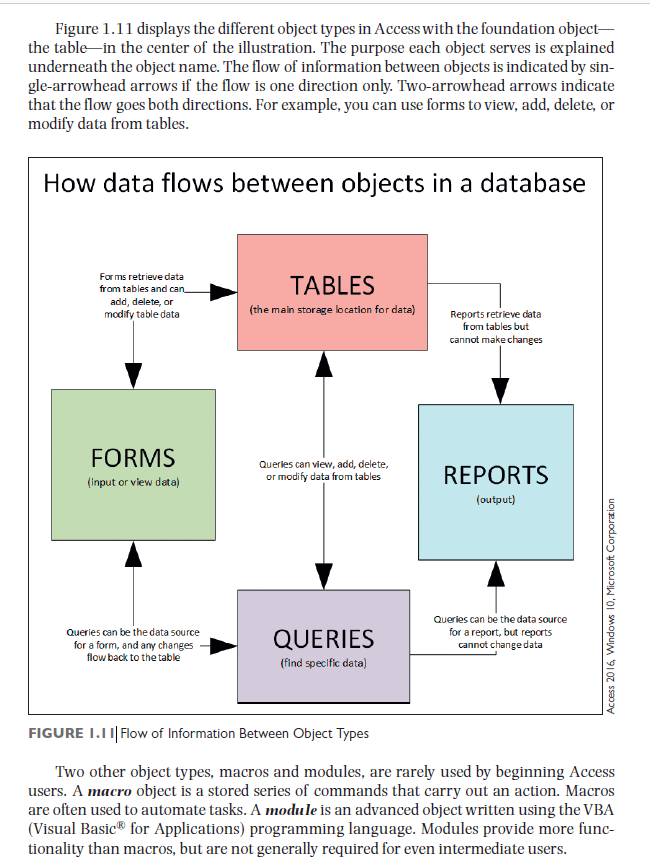 Figure 1.11 displays the different object types in Access with the foundation object—
the table—in the center of the illustration. The purpose each object serves is explained
underneath the object name. The flow of information between objects is indicated by sin-
gle-arrowhead arrows if the flow is one direction only. Two-arrowhead arrows indicate
that the flow goes both directions. For example, you can use forms to view, add, delete, or
modify data from tables.
How data flows between objects in a database
Forms retrieve data
from tables and can
add, delete, or
modify table data
TABLES
(the main storage location for data)
Reports retrieve data
from tables but
cannot make changes
FORMS
(input or view data)
Queries can view, add, delete,
or modify data from tables
REPORTS
(output)
Queries can be the data source
for a form, and any changes
flow back to the table
QUERIES
(find specific data)
Queries can be the data source
for a report, but reports
cannot change data
Access 2016, Windows 10, Microsoft Corporation
FIGURE 1.11 Flow of Information Between Object Types
Two other object types, macros and modules, are rarely used by beginning Access
users. A macro object is a stored series of commands that carry out an action. Macros
are often used to automate tasks. A module is an advanced object written using the VBA
(Visual Basic® for Applications) programming language. Modules provide more func-
tionality than macros, but are not generally required for even intermediate users.